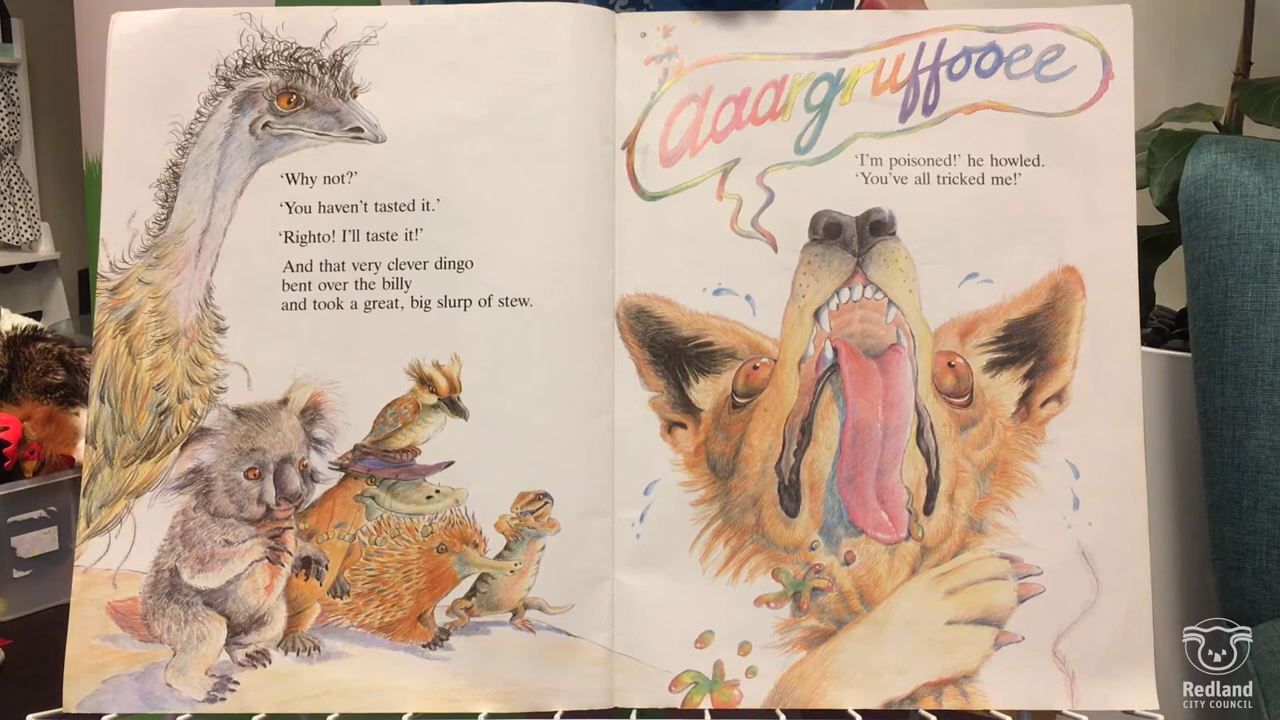 'Why not?'
'You haven't tasted it.'
'Righto! I'll taste it!'
And that very clever dingo
bent over the billy
and took a great, big slurp of stew.
aaargruffooee
'I'm poisoned!' he howled.
'You've all tricked me!'
Redland
CITY COUNCIL